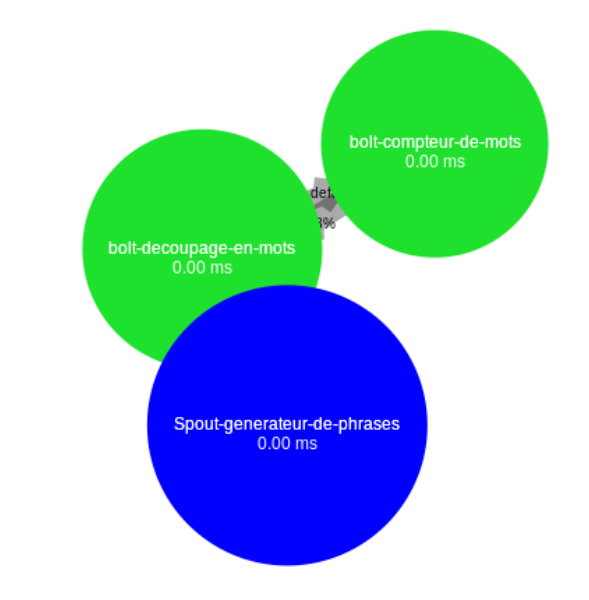 bolt-compteur-de-mots
0.00 ms
bolt-decoupage-en-mots
0.00 ms
Spout-generateur-de-phrases
0.00 ms